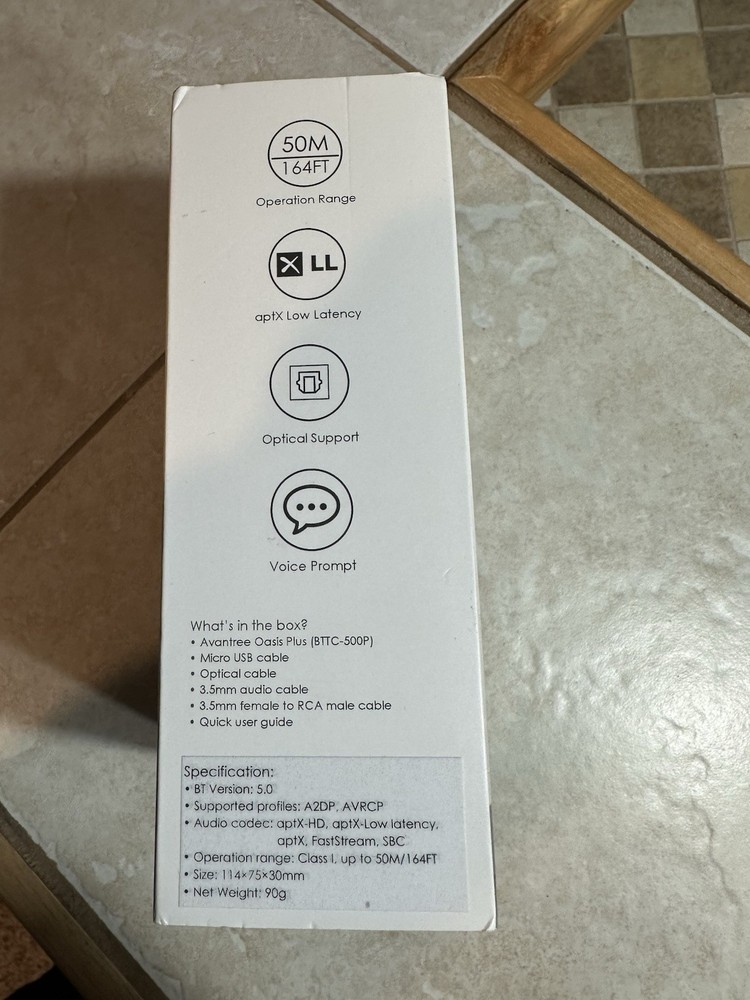 50M
164FT
Operation Range
LL
aptX Low Latency
Optical Support
Voice Prompt
What's in the box?
• Avantree Oasis Plus (BTTC-500P)
• Micro USB cable
• Optical cable
• 3.5mm audio cable
• 3.5mm female to RCA male cable
• Quick user guide
Specification:
• BT Version: 5.0
• Supported profiles: A2DP, AVRCP
• Audio codec: aptX-HD, aptX-Low latency,
aptX, FastStream, SBC
• Operation range: Class I, up to 50M/164FT
• Size: 114×75×30mm
• Net Weight: 90g